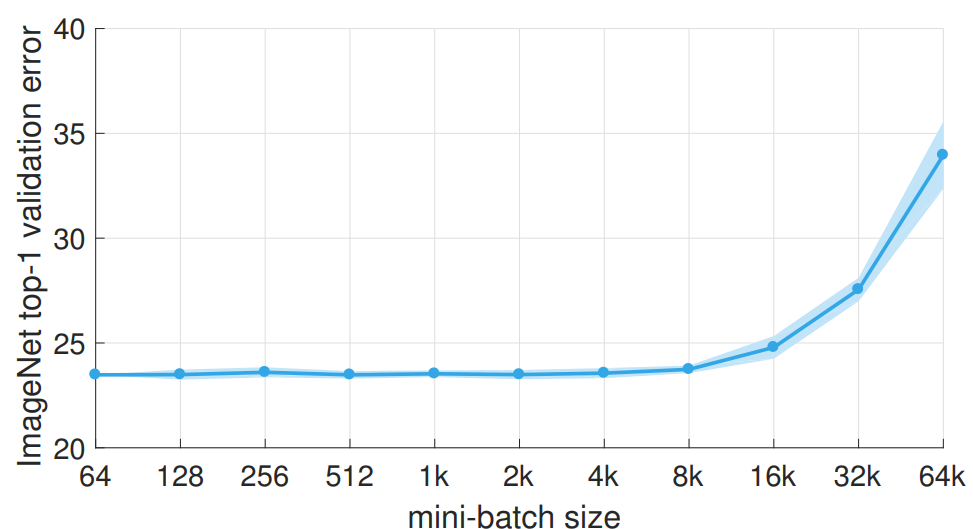 ImageNet top-1 validation error
40
35
30
25
20
64 128 256 512 1k 2k 4k 8k 16k 32k 64k
mini-batch size